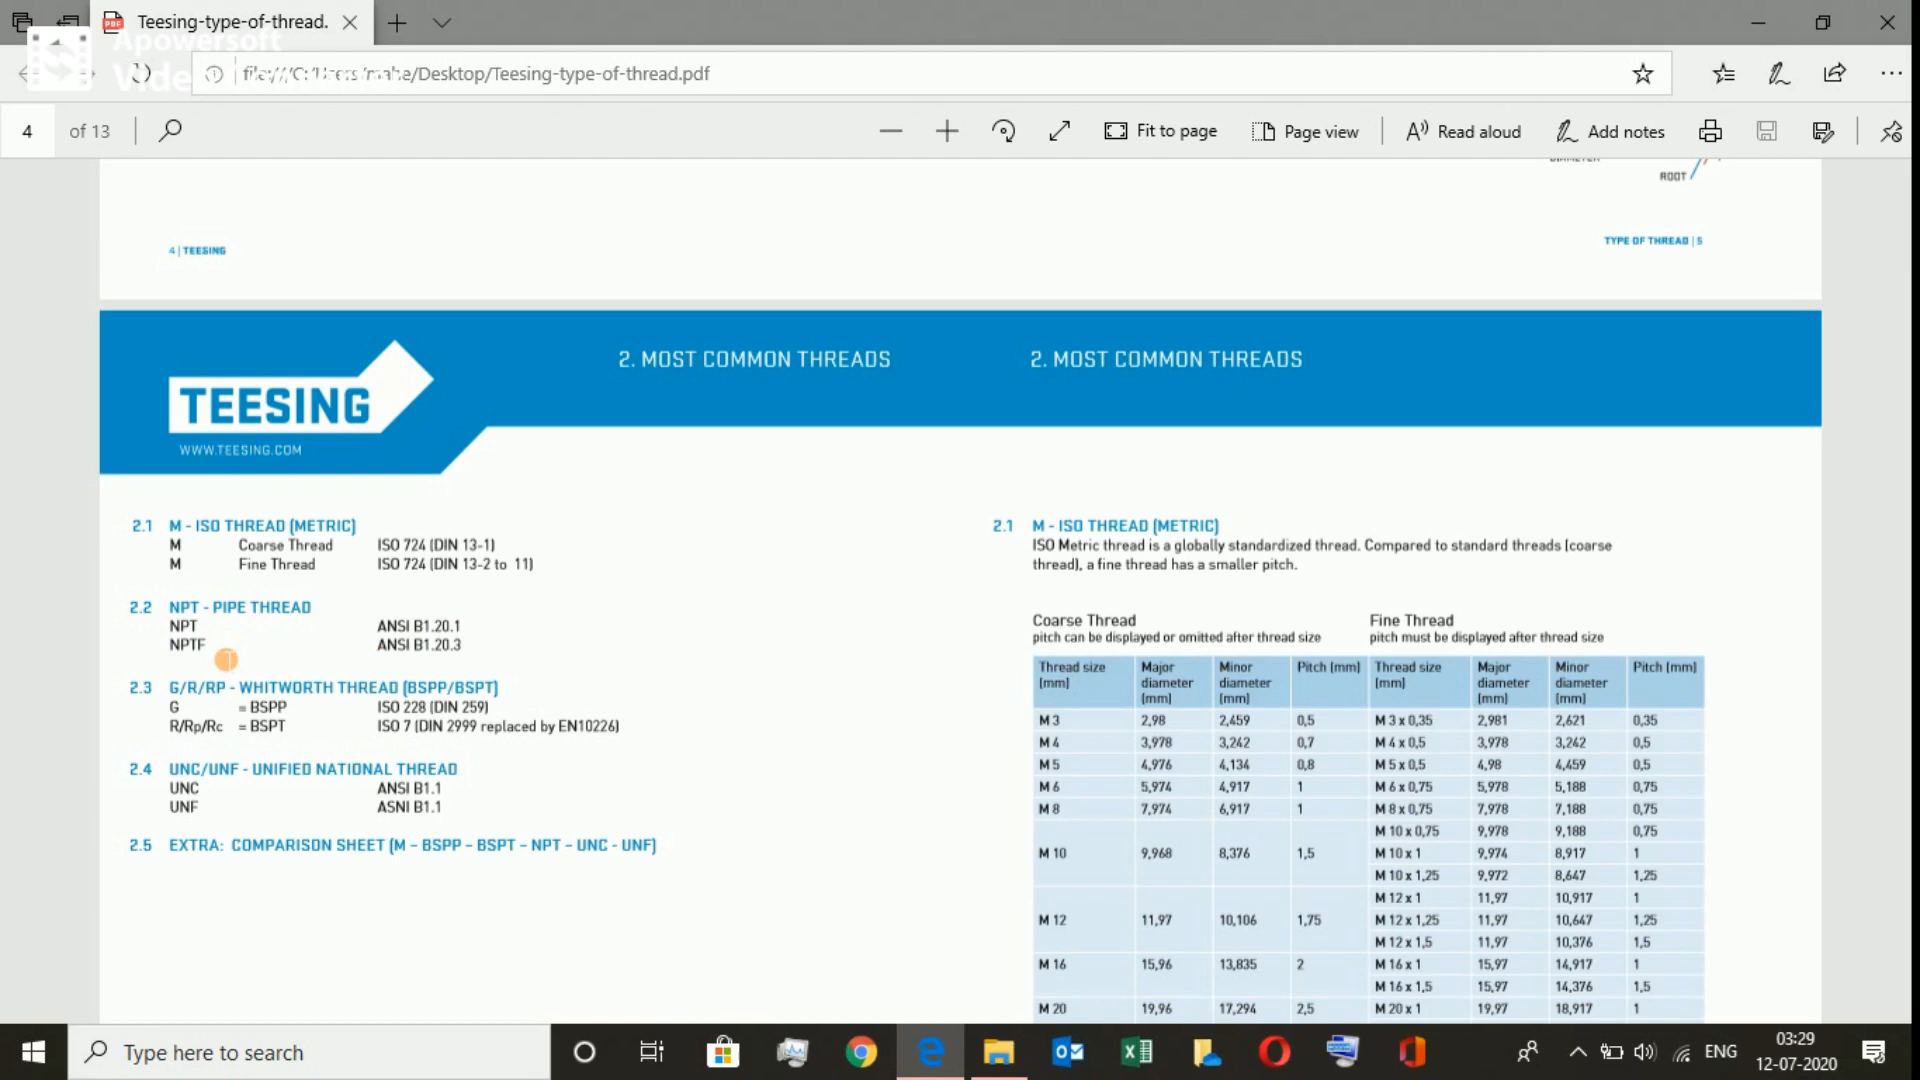 Teesing-type-of-thread.
Apowersoft
file:///C:/Users/mahe/Desktop/Teesing-type-of-thread.pdf
4 of 13
Fit to page
Page view
Read aloud
Add notes
DIAMETER
ROOT
4 | TEESING
TYPE OF THREAD | 5
TEESING
WWW.TEESING.COM
2. MOST COMMON THREADS
2. MOST COMMON THREADS
2.1 M - ISO THREAD (METRIC)
M Coarse Thread ISO 724 (DIN 13-1)
M Fine Thread ISO 724 (DIN 13-2 to 11)
2.2 NPT - PIPE THREAD
NPT ANSI B1.20.1
NPTF ANSI B1.20.3
2.3 G/R/RP - WHITWORTH THREAD (BSPP/BSPT)
G = BSPP ISO 228 (DIN 259)
R/Rp/Rc = BSPT ISO 7 (DIN 2999 replaced by EN10226)
2.4 UNC/UNF - UNIFIED NATIONAL THREAD
UNC ANSI B1.1
UNF ASNI B1.1
2.5 EXTRA: COMPARISON SHEET (M – BSPP – BSPT – NPT – UNC - UNF)
2.1 M - ISO THREAD (METRIC)
ISO Metric thread is a globally standardized thread. Compared to standard threads (coarse
thread), a fine thread has a smaller pitch.
Coarse Thread
pitch can be displayed or omitted after thread size
Fine Thread
pitch must be displayed after thread size
Thread size (mm) Major diameter (mm) Minor diameter (mm) Pitch (mm) Thread size (mm) Major diameter (mm) Minor diameter (mm) Pitch (mm)
M 3 2,98 2,459 0,5 M 3 x 0,35 2,981 2,621 0,35
M 4 3,978 3,242 0,7 M 4 x 0,5 3,978 3,242 0,5
M 5 4,976 4,134 0,8 M 5 x 0,5 4,98 4,459 0,5
M 6 5,974 4,917 1 M 6 x 0,75 5,978 5,188 0,75
M 8 7,974 6,917 1 M 8 x 0,75 7,978 7,188 0,75
M 10 x 0,75 9,978 9,188 0,75
M 10 9,968 8,376 1,5 M 10 x 1 9,974 8,917 1
M 10 x 1,25 9,972 8,647 1,25
M 12 x 1 11,97 10,917 1
M 12 11,97 10,106 1,75 M 12 x 1,25 11,97 10,647 1,25
M 12 x 1,5 11,97 10,376 1,5
M 16 15,96 13,835 2 M 16 x 1 15,97 14,917 1
M 16 x 1,5 15,97 14,376 1,5
M 20 19,96 17,294 2,5 M 20 x 1 19,97 18,917 1
Type here to search
ENG
03:29
12-07-2020